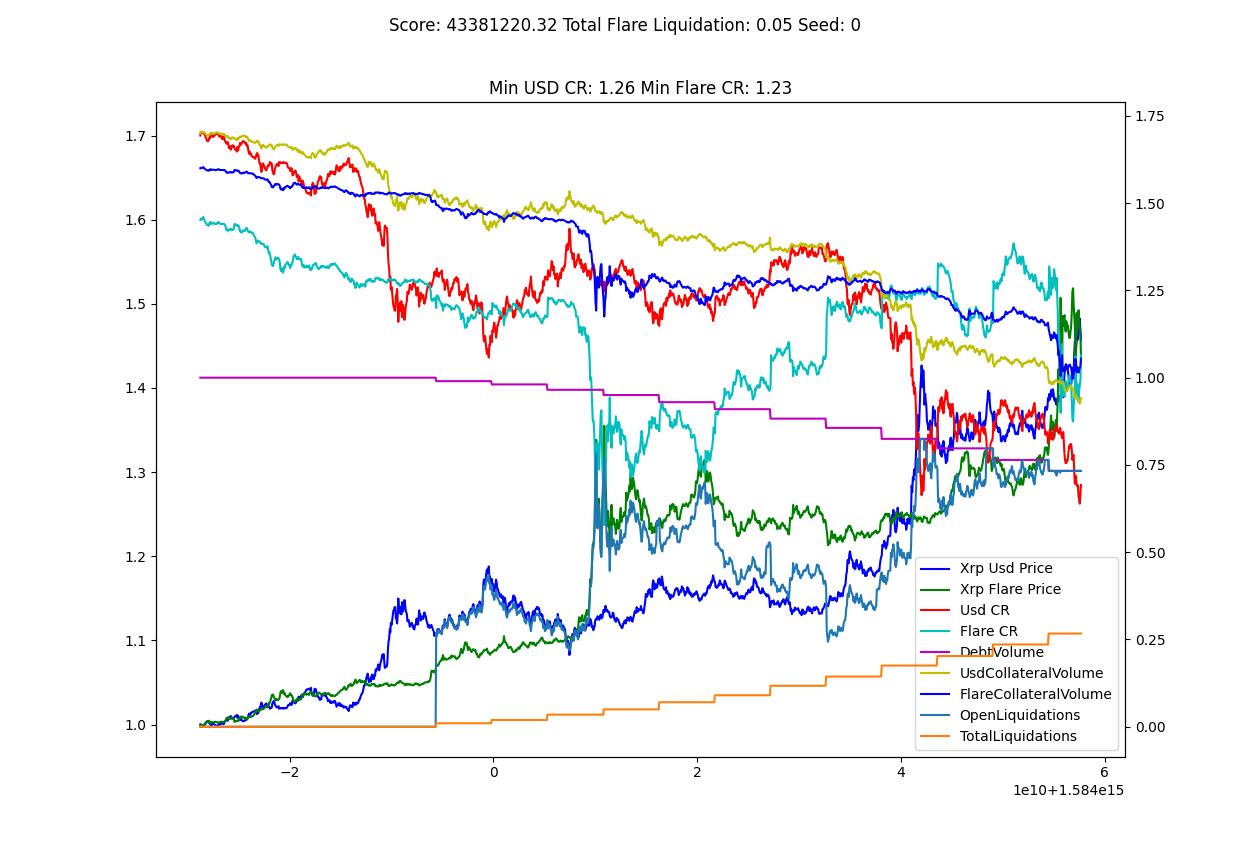 Score: 43381220.32 Total Flare Liquidation: 0.05 Seed: 0
Min USD CR: 1.26 Min Flare CR: 1.23
1.7
1.6
1.5
1.4
1.3
1.2
1.1
1.0
1.75
1.50
1.25
1.00
0.75
0.50
0.25
0.00
Xrp Usd Price
Xrp Flare Price
Usd CR
Flare CR
DebtVolume
UsdCollateralVolume
FlareCollateralVolume
OpenLiquidations
TotalLiquidations
−2 0 2 4 6
1e10+1.584e15